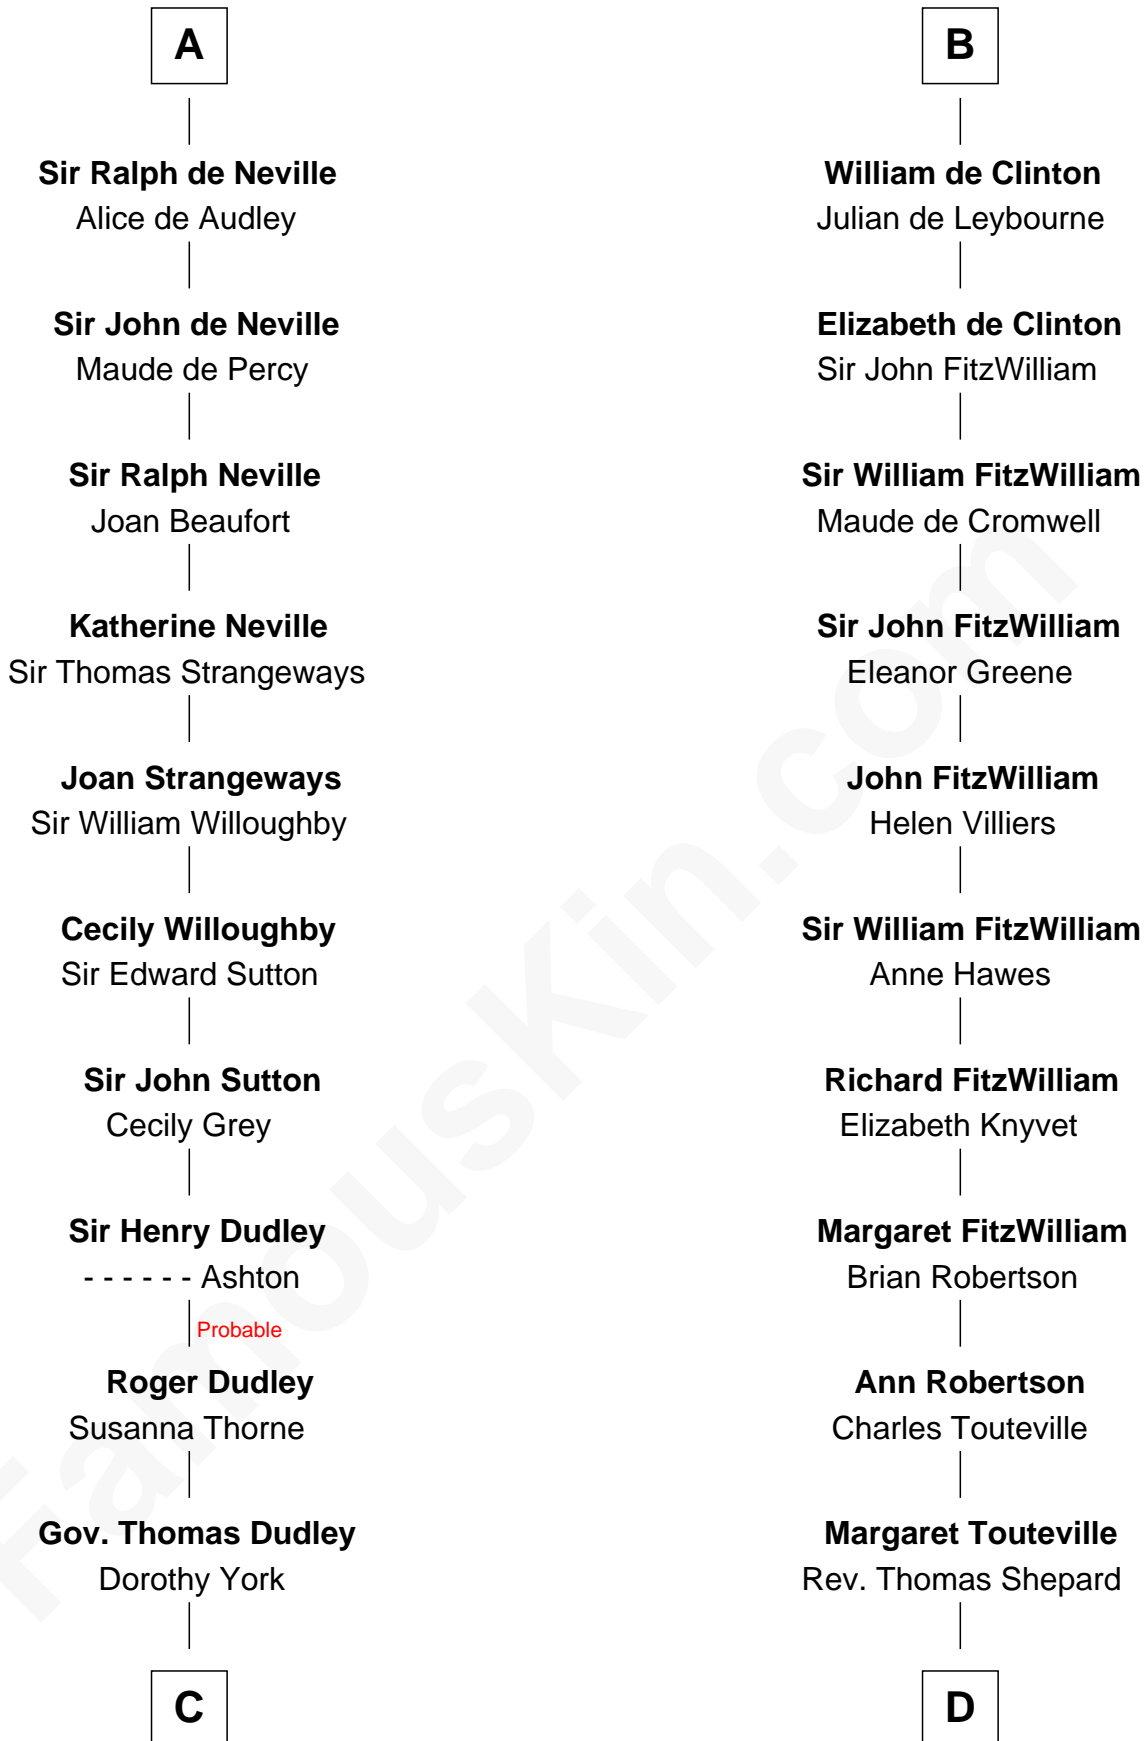 A
Sir Ralph de Neville
Alice de Audley
Sir John de Neville
Maude de Percy
Sir Ralph Neville
Joan Beaufort
Katherine Neville
Sir Thomas Strangeways
Joan Strangeways
Sir William Willoughby
Cecily Willoughby
Sir Edward Sutton
Sir John Sutton
Cecily Grey
Sir Henry Dudley
- - - - - - Ashton
Probable
Roger Dudley
Susanna Thorne
Gov. Thomas Dudley
Dorothy York
C
B
William de Clinton
Julian de Leybourne
Elizabeth de Clinton
Sir John FitzWilliam
Sir William FitzWilliam
Maude de Cromwell
Sir John FitzWilliam
Eleanor Greene
John FitzWilliam
Helen Villiers
Sir William FitzWilliam
Anne Hawes
Richard FitzWilliam
Elizabeth Knyvet
Margaret FitzWilliam
Brian Robertson
Ann Robertson
Charles Touteville
Margaret Touteville
Rev. Thomas Shepard
D
FamousKin.com